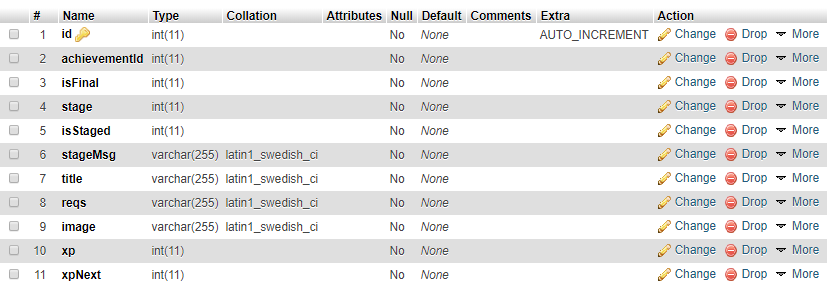 # Name Type Collation Attributes Null Default Comments Extra Action
1 id int(11) No None AUTO_INCREMENT Change Drop More
2 achievementId int(11) No None Change Drop More
3 isFinal int(11) No None Change Drop More
4 stage int(11) No None Change Drop More
5 isStaged int(11) No None Change Drop More
6 stageMsg varchar(255) latin1_swedish_ci No None Change Drop More
7 title varchar(255) latin1_swedish_ci No None Change Drop More
8 reqs varchar(255) latin1_swedish_ci No None Change Drop More
9 image varchar(255) latin1_swedish_ci No None Change Drop More
10 xp int(11) No None Change Drop More
11 xpNext int(11) No None Change Drop More